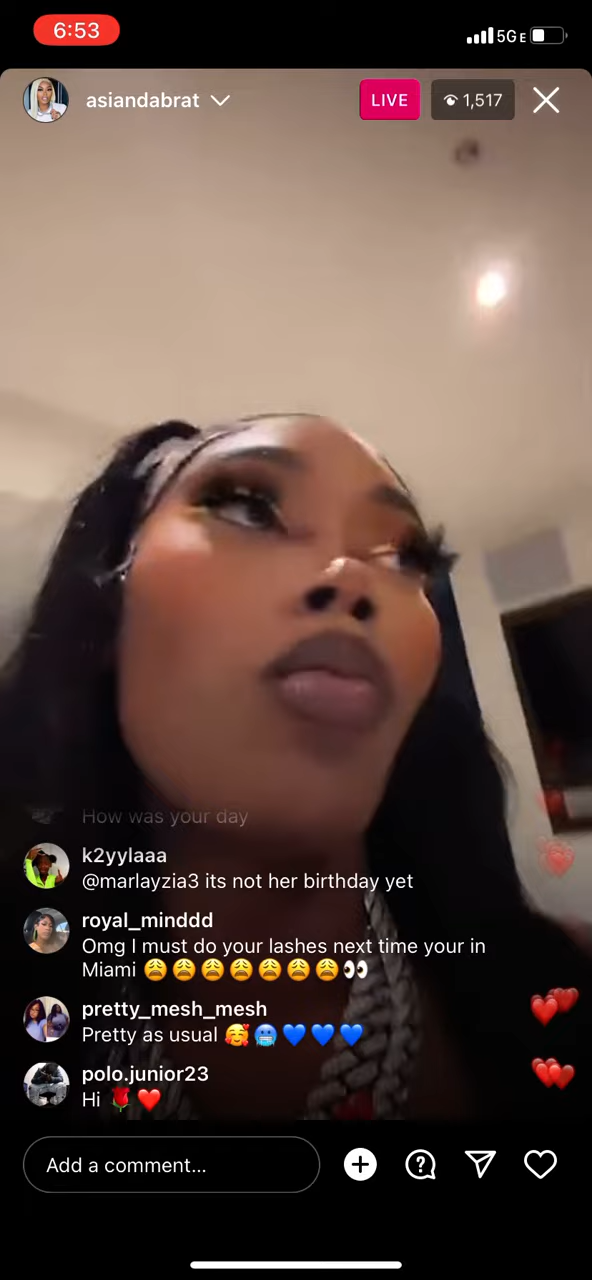 6:53
5G E
asiandabrat
LIVE
1,517
How was your day
k2yylaaa
@marlayzia3 its not her birthday yet
royal_minddd
Omg I must do your lashes next time your in
Miami 😩😩😩😩😩😩😩👀
pretty_mesh_mesh
Pretty as usual 🥰🥶💙💙💙
polo.junior23
Hi 🌹❤️
Add a comment...